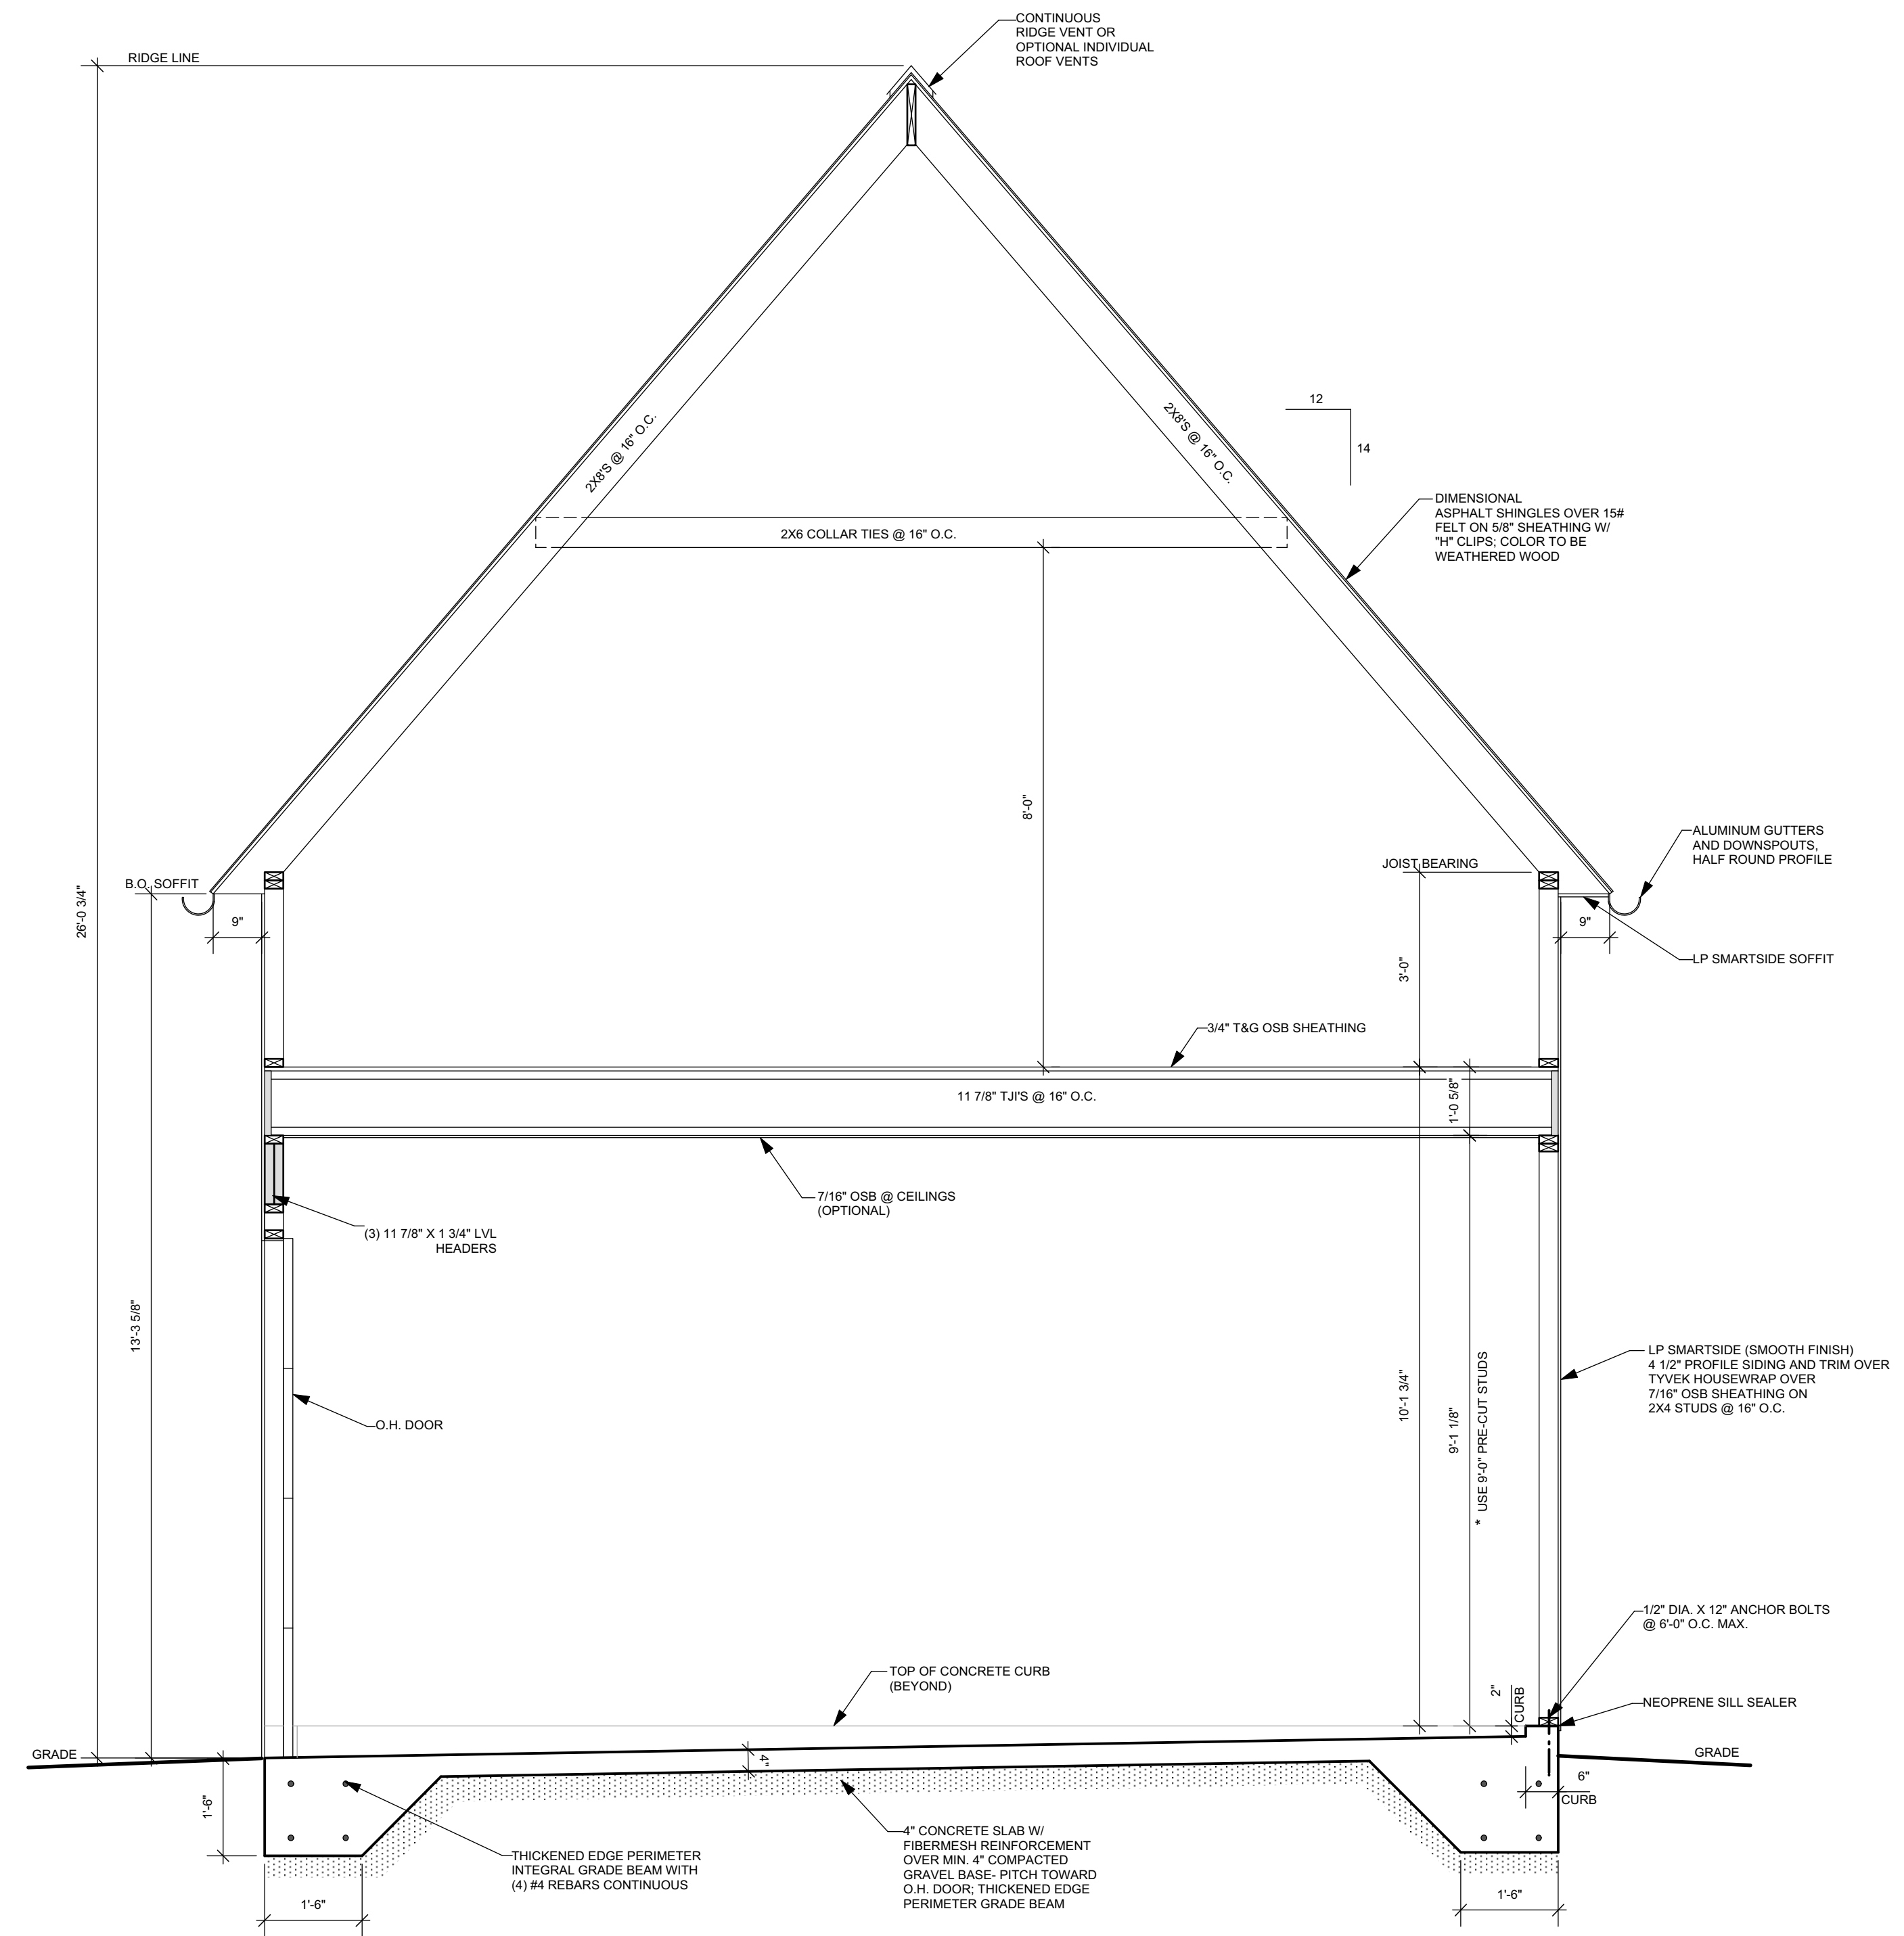 CONTINUOUS
RIDGE VENT OR
OPTIONAL INDIVIDUAL
ROOF VENTS
RIDGE LINE
12
14
2X8'S @ 16" O.C.
2X8'S @ 16" O.C.
DIMENSIONAL
ASPHALT SHINGLES OVER 15#
FELT ON 5/8" SHEATHING W/
"H" CLIPS; COLOR TO BE
WEATHERED WOOD
2X6 COLLAR TIES @ 16" O.C.
8'-0"
ALUMINUM GUTTERS
AND DOWNSPOUTS,
HALF ROUND PROFILE
JOIST BEARING
B.O. SOFFIT
26'-0 3/4"
9"
9"
LP SMARTSIDE SOFFIT
3'-0"
3/4" T&G OSB SHEATHING
11 7/8" TJI'S @ 16" O.C.
1'-0 5/8"
7/16" OSB @ CEILINGS
(OPTIONAL)
(3) 11 7/8" X 1 3/4" LVL
HEADERS
13'-3 5/8"
O.H. DOOR
10'-1 3/4"
9'-1 1/8"
* USE 9'-0" PRE-CUT STUDS
LP SMARTSIDE (SMOOTH FINISH)
4 1/2" PROFILE SIDING AND TRIM OVER
TYVEK HOUSEWRAP OVER
7/16" OSB SHEATHING ON
2X4 STUDS @ 16" O.C.
1/2" DIA. X 12" ANCHOR BOLTS
@ 6'-0" O.C. MAX.
TOP OF CONCRETE CURB
(BEYOND)
2"
CURB
NEOPRENE SILL SEALER
GRADE
GRADE
4"
6"
CURB
1'-6"
THICKENED EDGE PERIMETER
INTEGRAL GRADE BEAM WITH
(4) #4 REBARS CONTINUOUS
4" CONCRETE SLAB W/
FIBERMESH REINFORCEMENT
OVER MIN. 4" COMPACTED
GRAVEL BASE- PITCH TOWARD
O.H. DOOR; THICKENED EDGE
PERIMETER GRADE BEAM
1'-6"
1'-6"